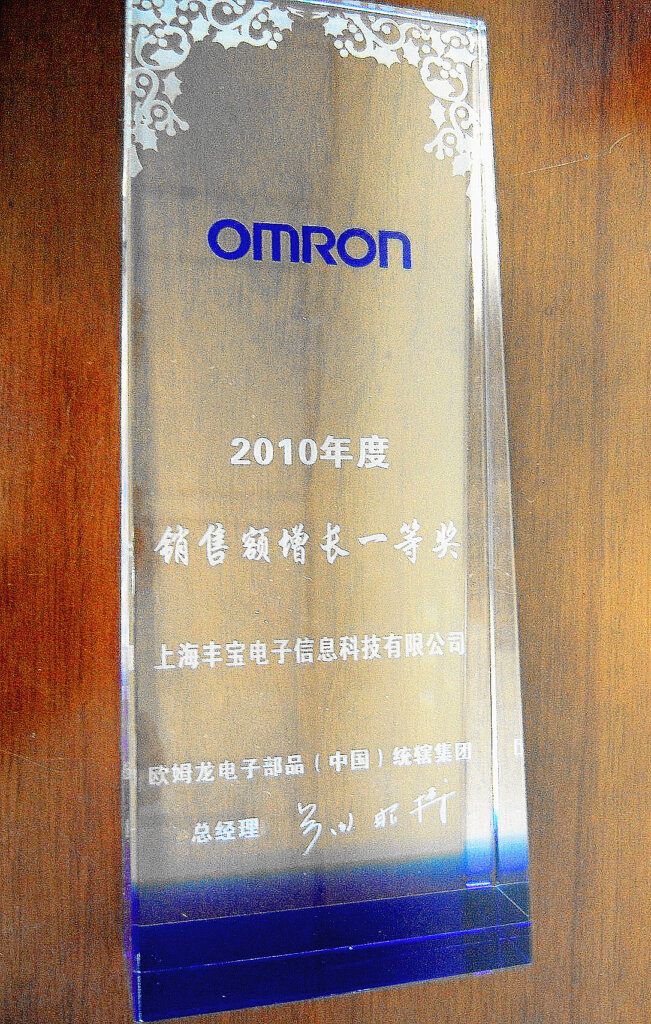 OMRON
2010年度
销售额增长一等奖
上海丰宝电子信息科技有限公司
欧姆龙电子部品（中国）统辖集团
总经理